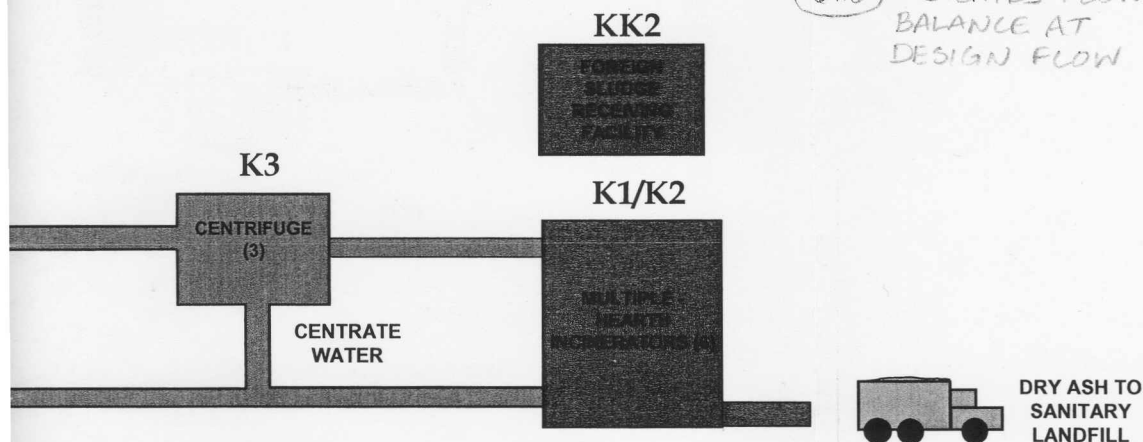 BALANCE AT
DESIGN FLOW
KK2
FOREIGN
SLUDGE
RECEIVING
FACILITY
K3
K1/K2
CENTRIFUGE
(3)
MULTIPLE -
HEARTH
INCINERATORS (4)
CENTRATE
WATER
DRY ASH TO
SANITARY
LANDFILL